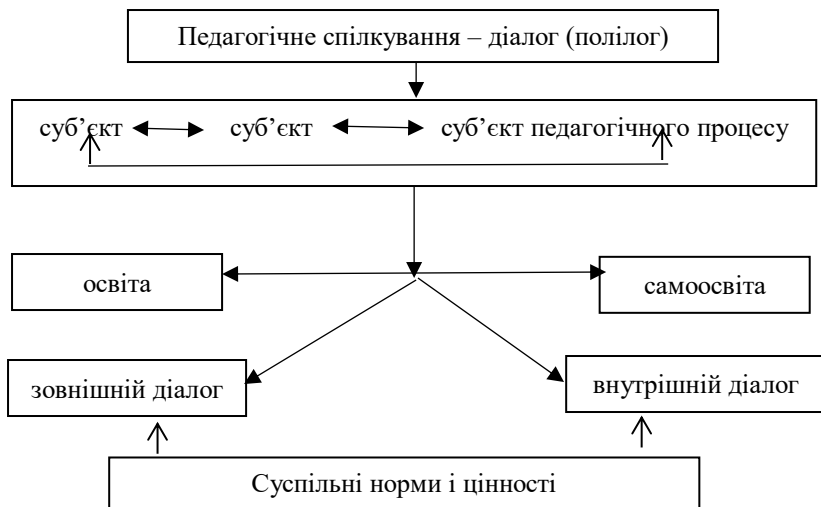 Педагогічне спілкування – діалог (полілог)
суб’єкт суб’єкт суб’єкт педагогічного процесу
освіта
самоосвіта
зовнішній діалог
внутрішній діалог
Суспільні норми і цінності